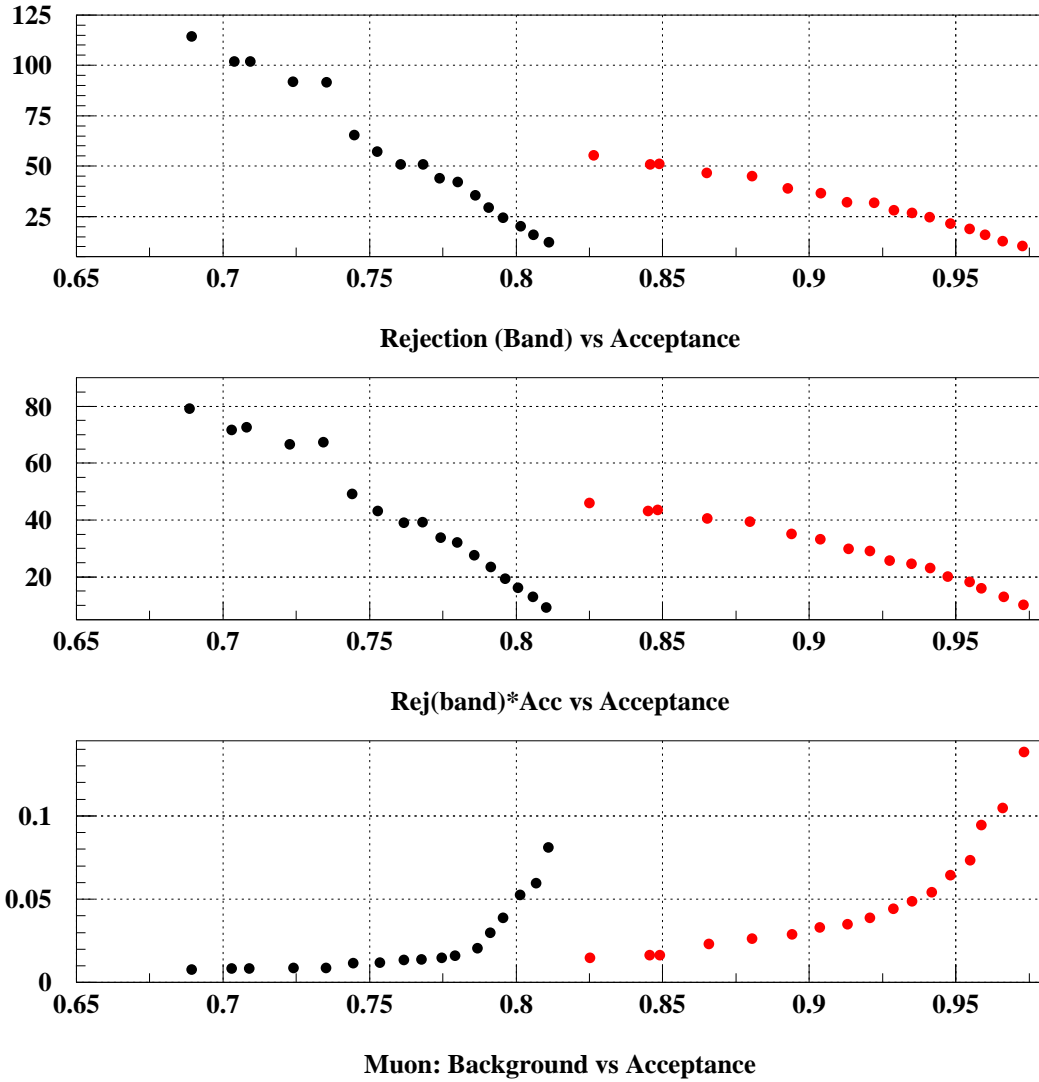 125
100
75
50
25
0.65 0.7 0.75 0.8 0.85 0.9 0.95
Rejection (Band) vs Acceptance
80
60
40
20
0.65 0.7 0.75 0.8 0.85 0.9 0.95
Rej(band)*Acc vs Acceptance
0.1
0.05
0
0.65 0.7 0.75 0.8 0.85 0.9 0.95
Muon: Background vs Acceptance